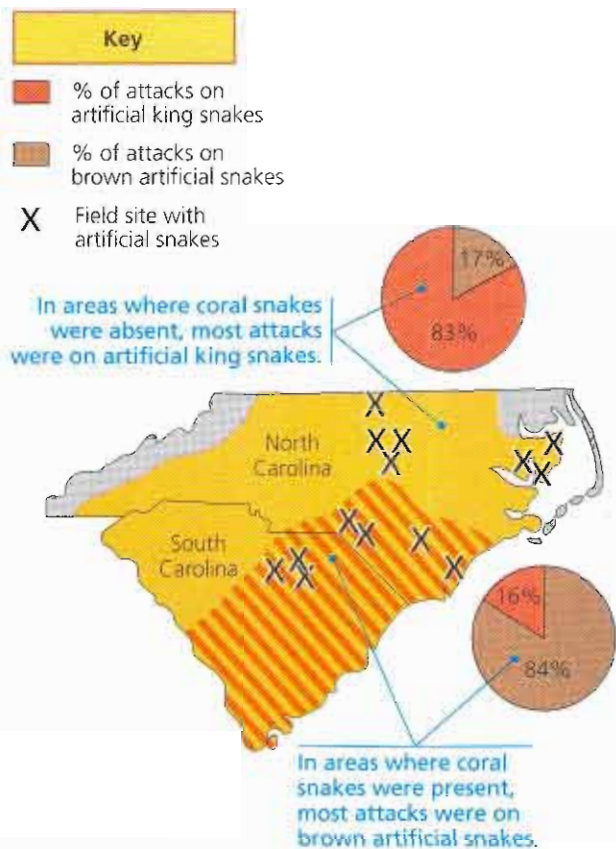 Key
% of attacks on
artificial king snakes
% of attacks on
brown artificial snakes
X Field site with
artificial snakes
17%
83%
In areas where coral snakes
were absent, most attacks
were on artificial king snakes.
X
X X
X
X
X
X
North
Carolina
X
X
X
X
South
Carolina
X
X
X
16%
84%
In areas where coral
snakes were present,
most attacks were on
brown artificial snakes.